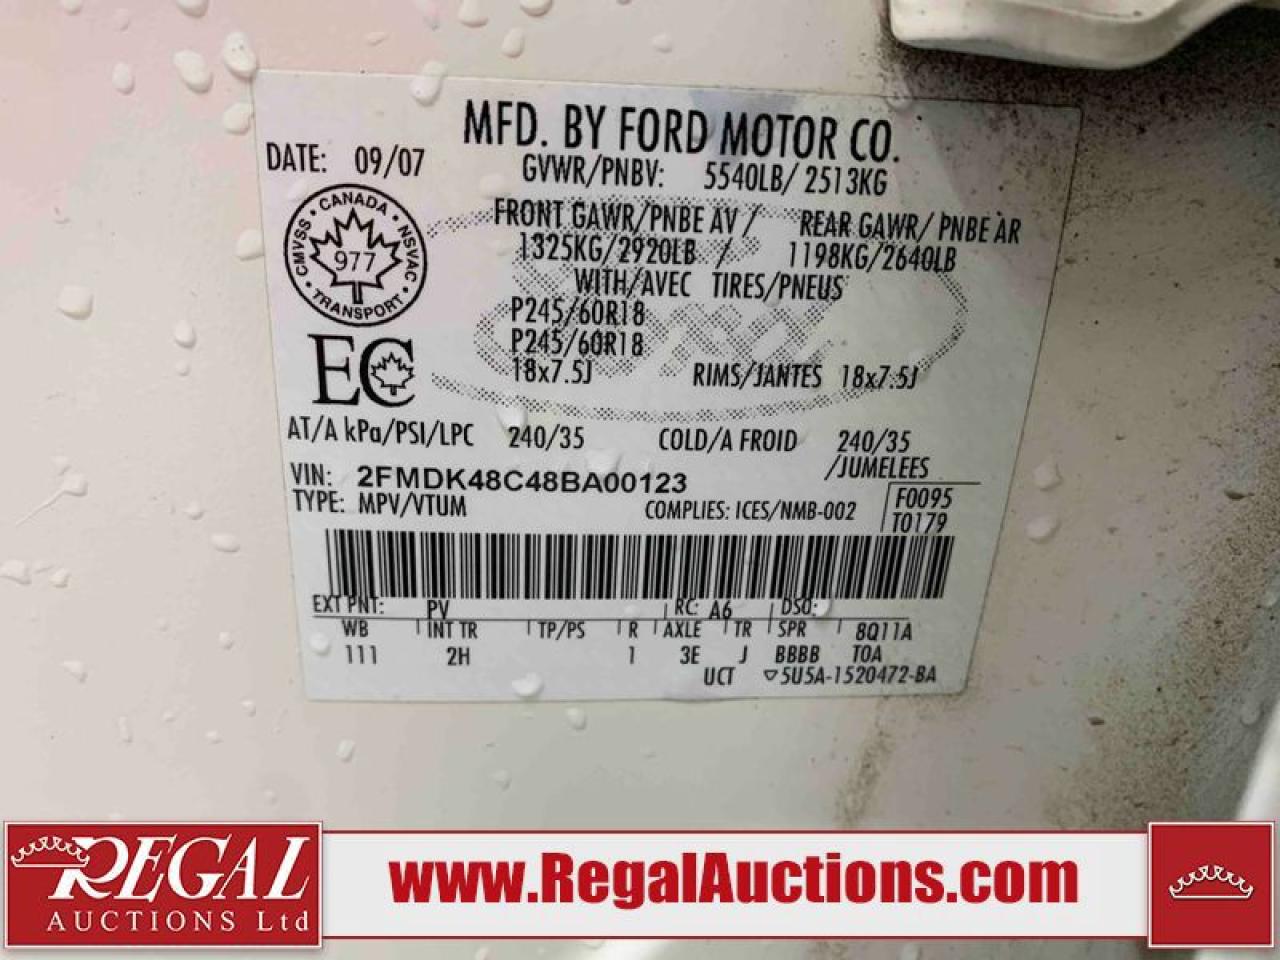 MFD. BY FORD MOTOR CO.
DATE: 09/07
GVWR/PNBV: 5540LB/ 2513KG
FRONT GAWR/PNBE AV / REAR GAWR/ PNBE AR
1325KG/2920LB / 1198KG/2640LB
WITH/AVEC TIRES/PNEUS
P245/60R18
P245/60R18
18x7.5J RIMS/JANTES 18x7.5J
CANADA
CMVSS NSVAC
977
TRANSPORT
EC
AT/A kPa/PSI/LPC 240/35 COLD/A FROID 240/35
/JUMELEES
VIN: 2FMDK48C48BA00123
F0095
TYPE: MPV/VTUM COMPLIES: ICES/NMB-002
T0179
EXT PNT: PV RC: A6 DSO:
WB INT TR TP/PS R AXLE TR SPR 8Q11A
111 2H 1 3E J BBBB TOA
UCT ▽5U5A-1520472-BA
REGAL
AUCTIONS Ltd
www.RegalAuctions.com